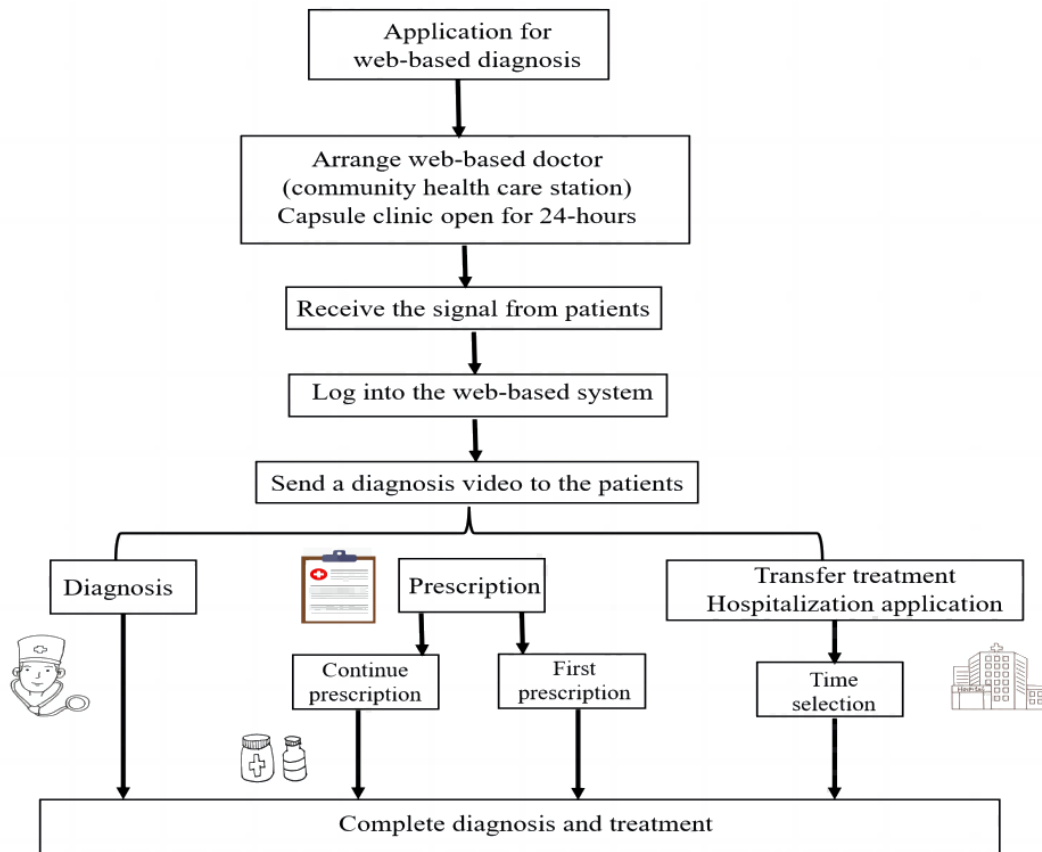 Application for
web-based diagnosis
Arrange web-based doctor
(community health care station)
Capsule clinic open for 24-hours
Receive the signal from patients
Log into the web-based system
Send a diagnosis video to the patients
Diagnosis
Prescription
Transfer treatment
Hospitalization application
Continue
prescription
First
prescription
Time
selection
Complete diagnosis and treatment